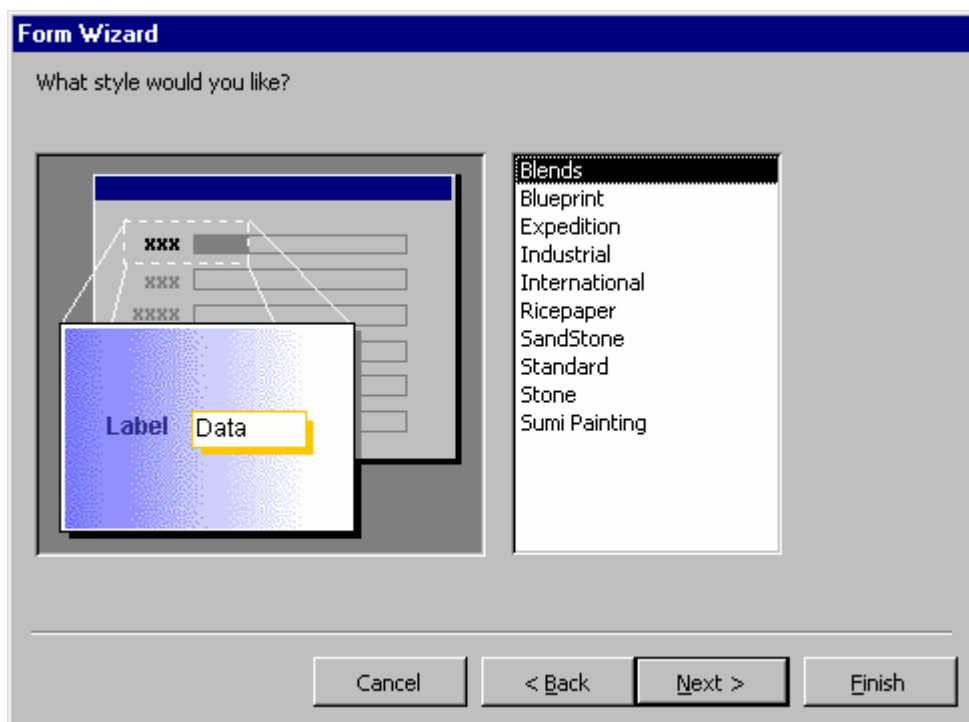 Form Wizard
What style would you like?
xxx
xxx
xxxx
Label
Data
Blends
Blueprint
Expedition
Industrial
International
Ricepaper
SandStone
Standard
Stone
Sumi Painting
Cancel
< Back
Next >
Finish